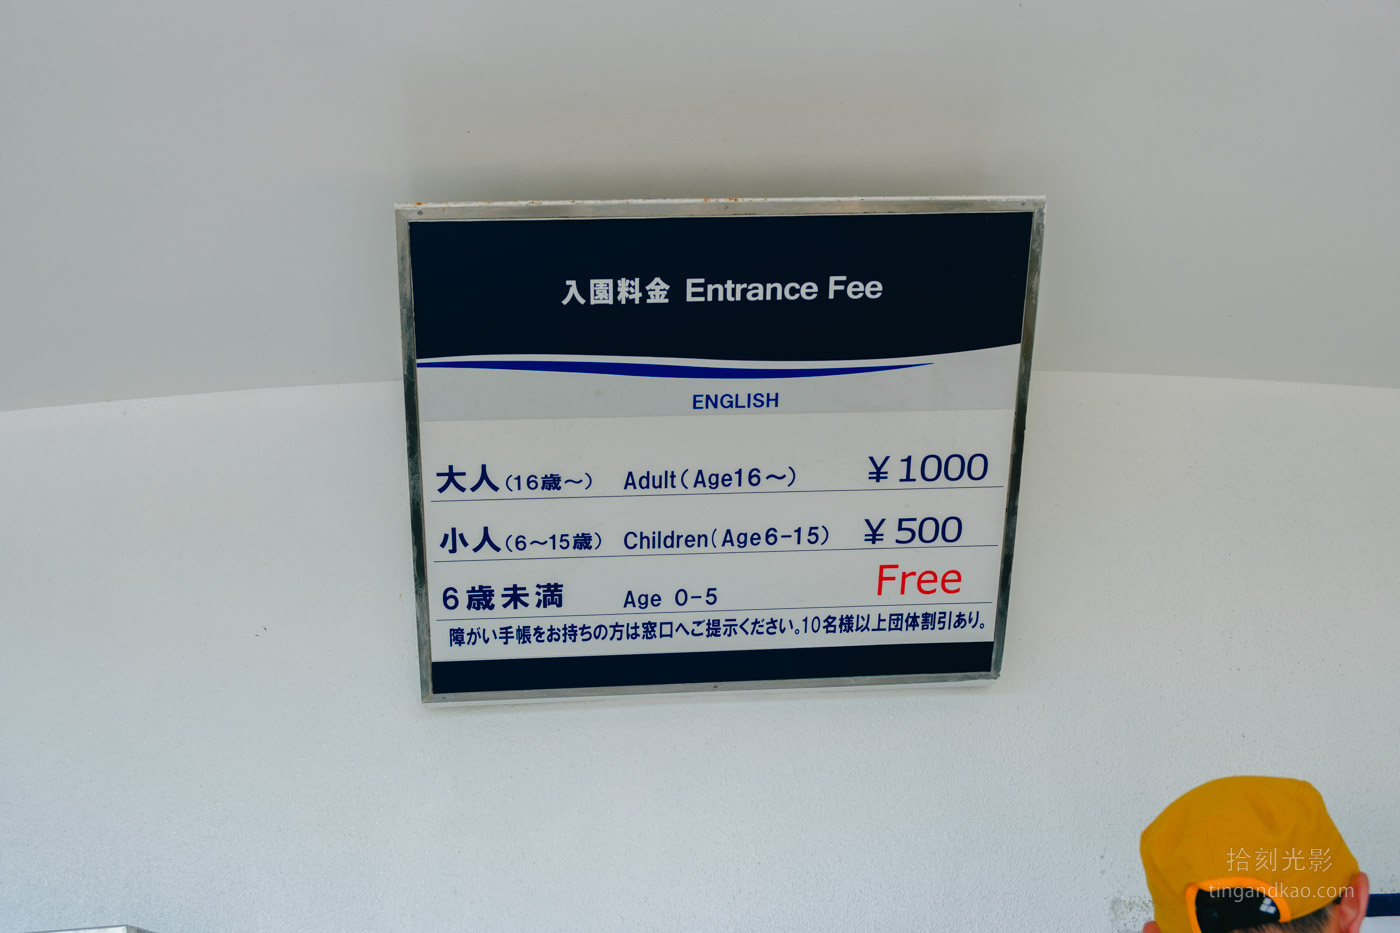 入園料金 Entrance Fee
ENGLISH
大人(16歳～) Adult(Age16～) ￥1000
小人(6～15歳) Children(Age6-15) ￥500
6歳未満 Age 0-5 Free
障がい手帳をお持ちの方は窓口へご提示ください。10名様以上団体割引あり。
拾刻光影
tingandkao.com